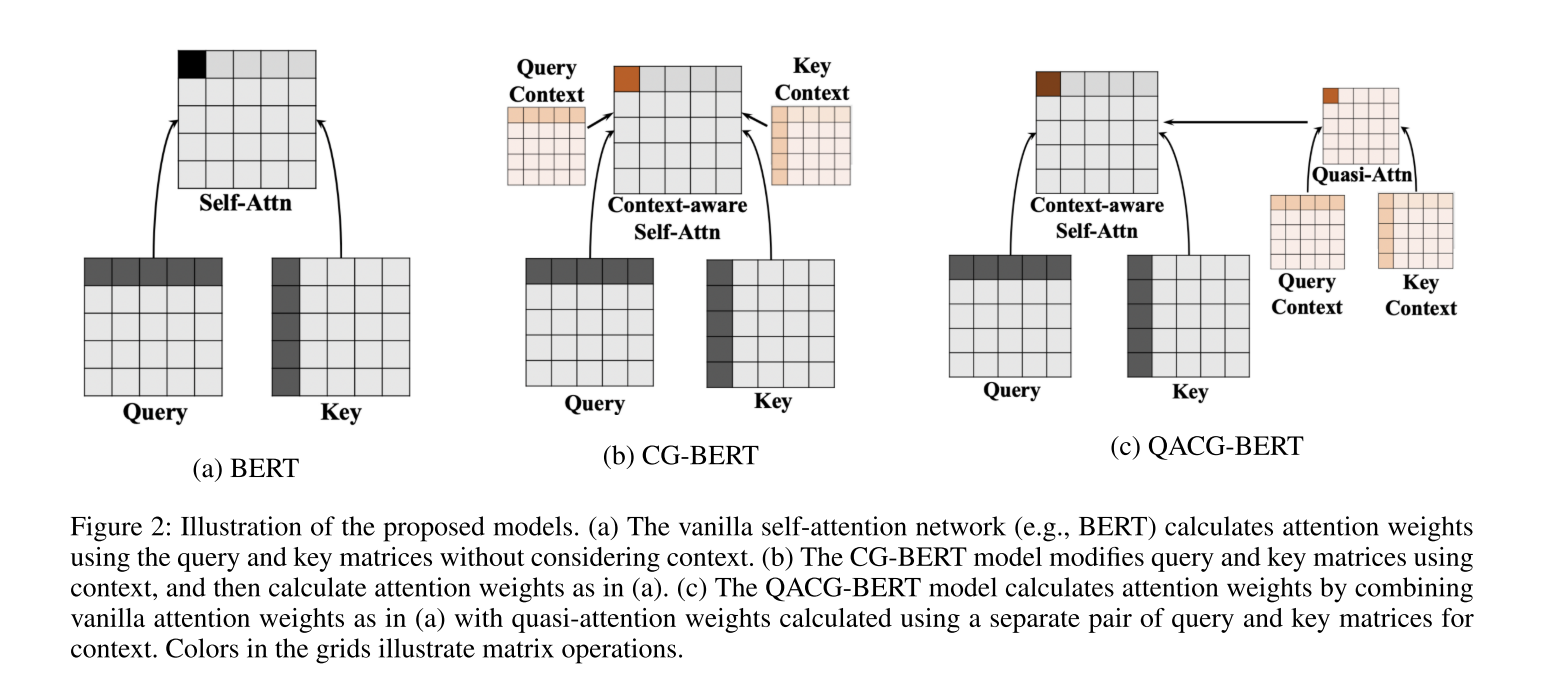 Self-Attn
Query
Key
(a) BERT
Query
Context
Key
Context
Context-aware
Self-Attn
Query
Key
(b) CG-BERT
Context-aware
Self-Attn
Quasi-Attn
Query
Context
Key
Context
Query
Key
(c) QACG-BERT
Figure 2: Illustration of the proposed models. (a) The vanilla self-attention network (e.g., BERT) calculates attention weights
using the query and key matrices without considering context. (b) The CG-BERT model modifies query and key matrices using
context, and then calculate attention weights as in (a). (c) The QACG-BERT model calculates attention weights by combining
vanilla attention weights as in (a) with quasi-attention weights calculated using a separate pair of query and key matrices for
context. Colors in the grids illustrate matrix operations.